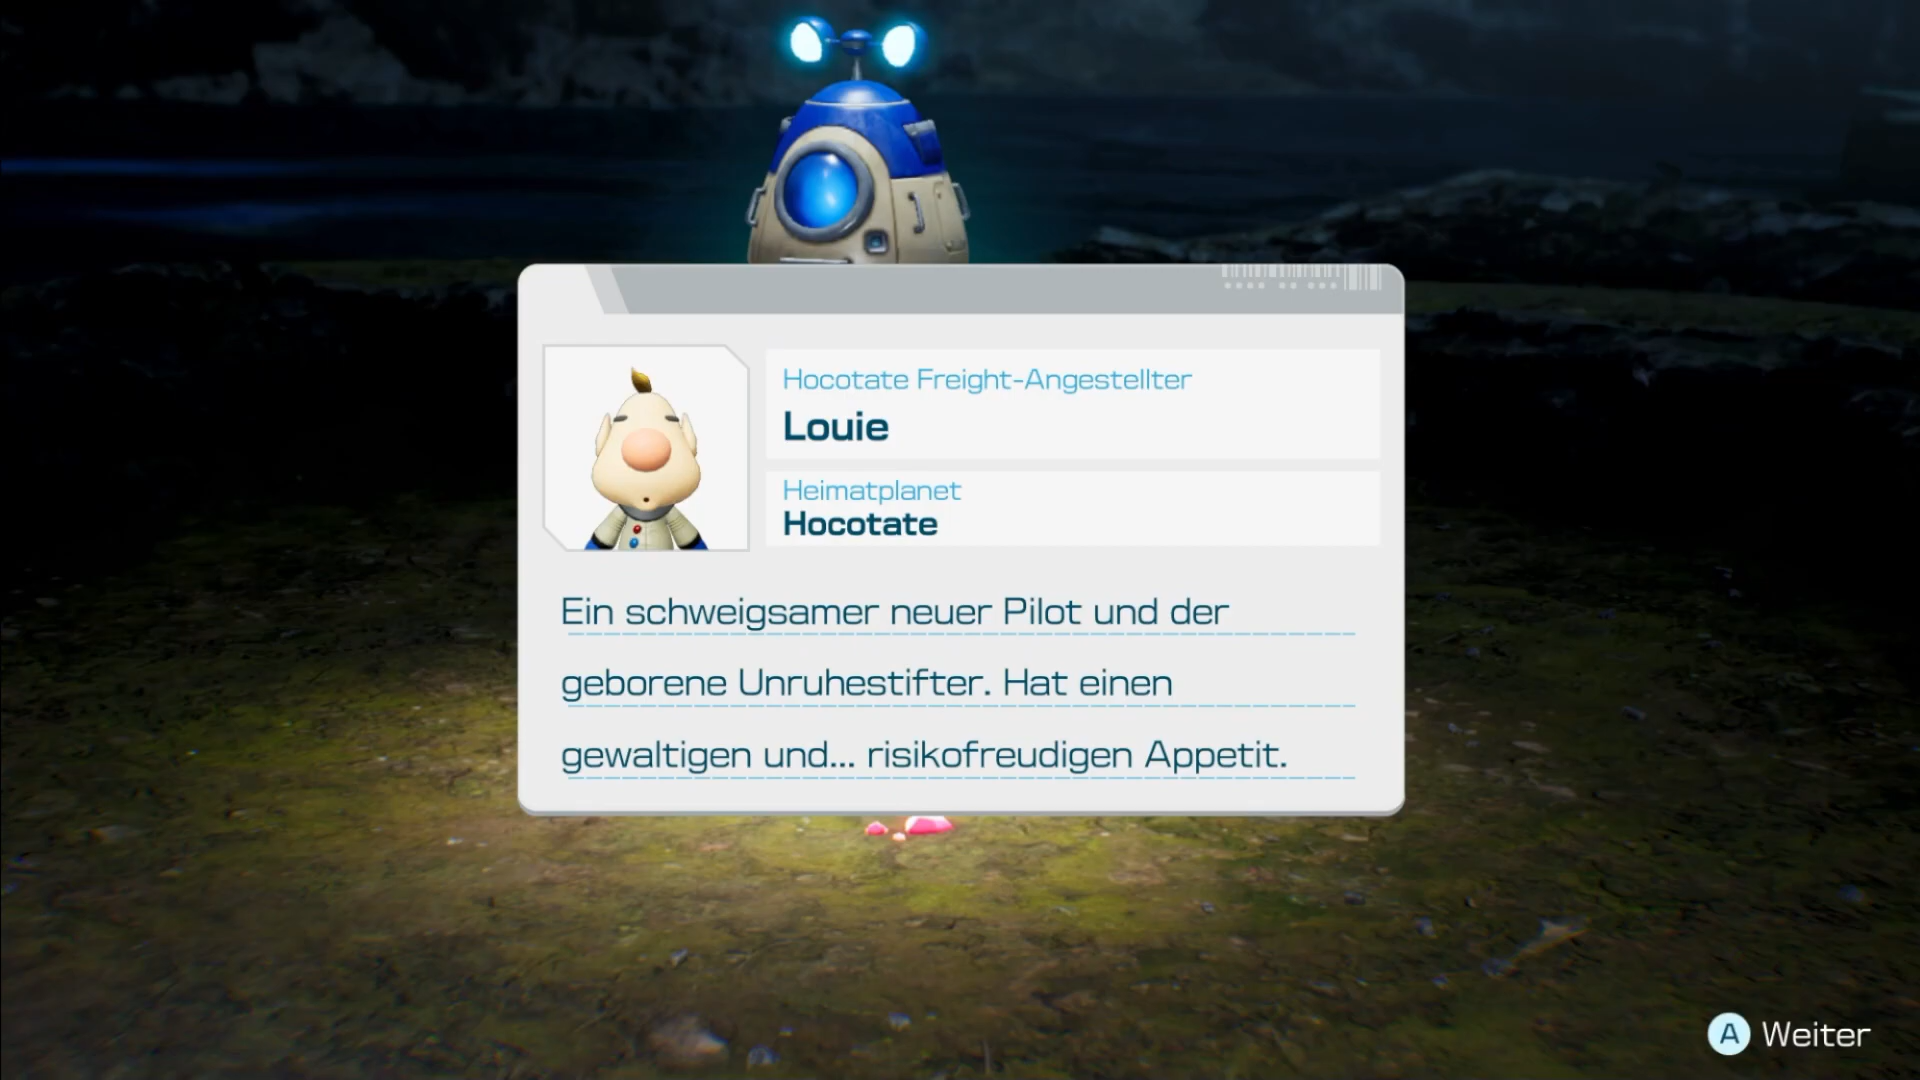 Hocotate Freight-Angestellter
Louie
Heimatplanet
Hocotate
Ein schweigsamer neuer Pilot und der
geborene Unruhestifter. Hat einen
gewaltigen und... risikofreudigen Appetit.
A Weiter